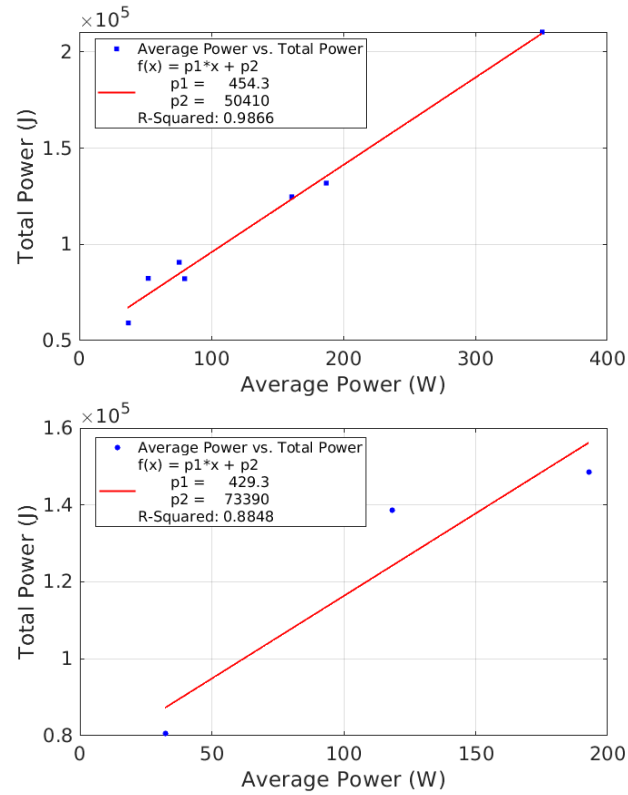 ×10⁵
2
1.5
1
0.5
Total Power (J)
Average Power vs. Total Power
f(x) = p1*x + p2
p1 = 454.3
p2 = 50410
R-Squared: 0.9866
0 100 200 300 400
Average Power (W)
×10⁵
1.6
1.4
1.2
1
0.8
Total Power (J)
Average Power vs. Total Power
f(x) = p1*x + p2
p1 = 429.3
p2 = 73390
R-Squared: 0.8848
0 50 100 150 200
Average Power (W)